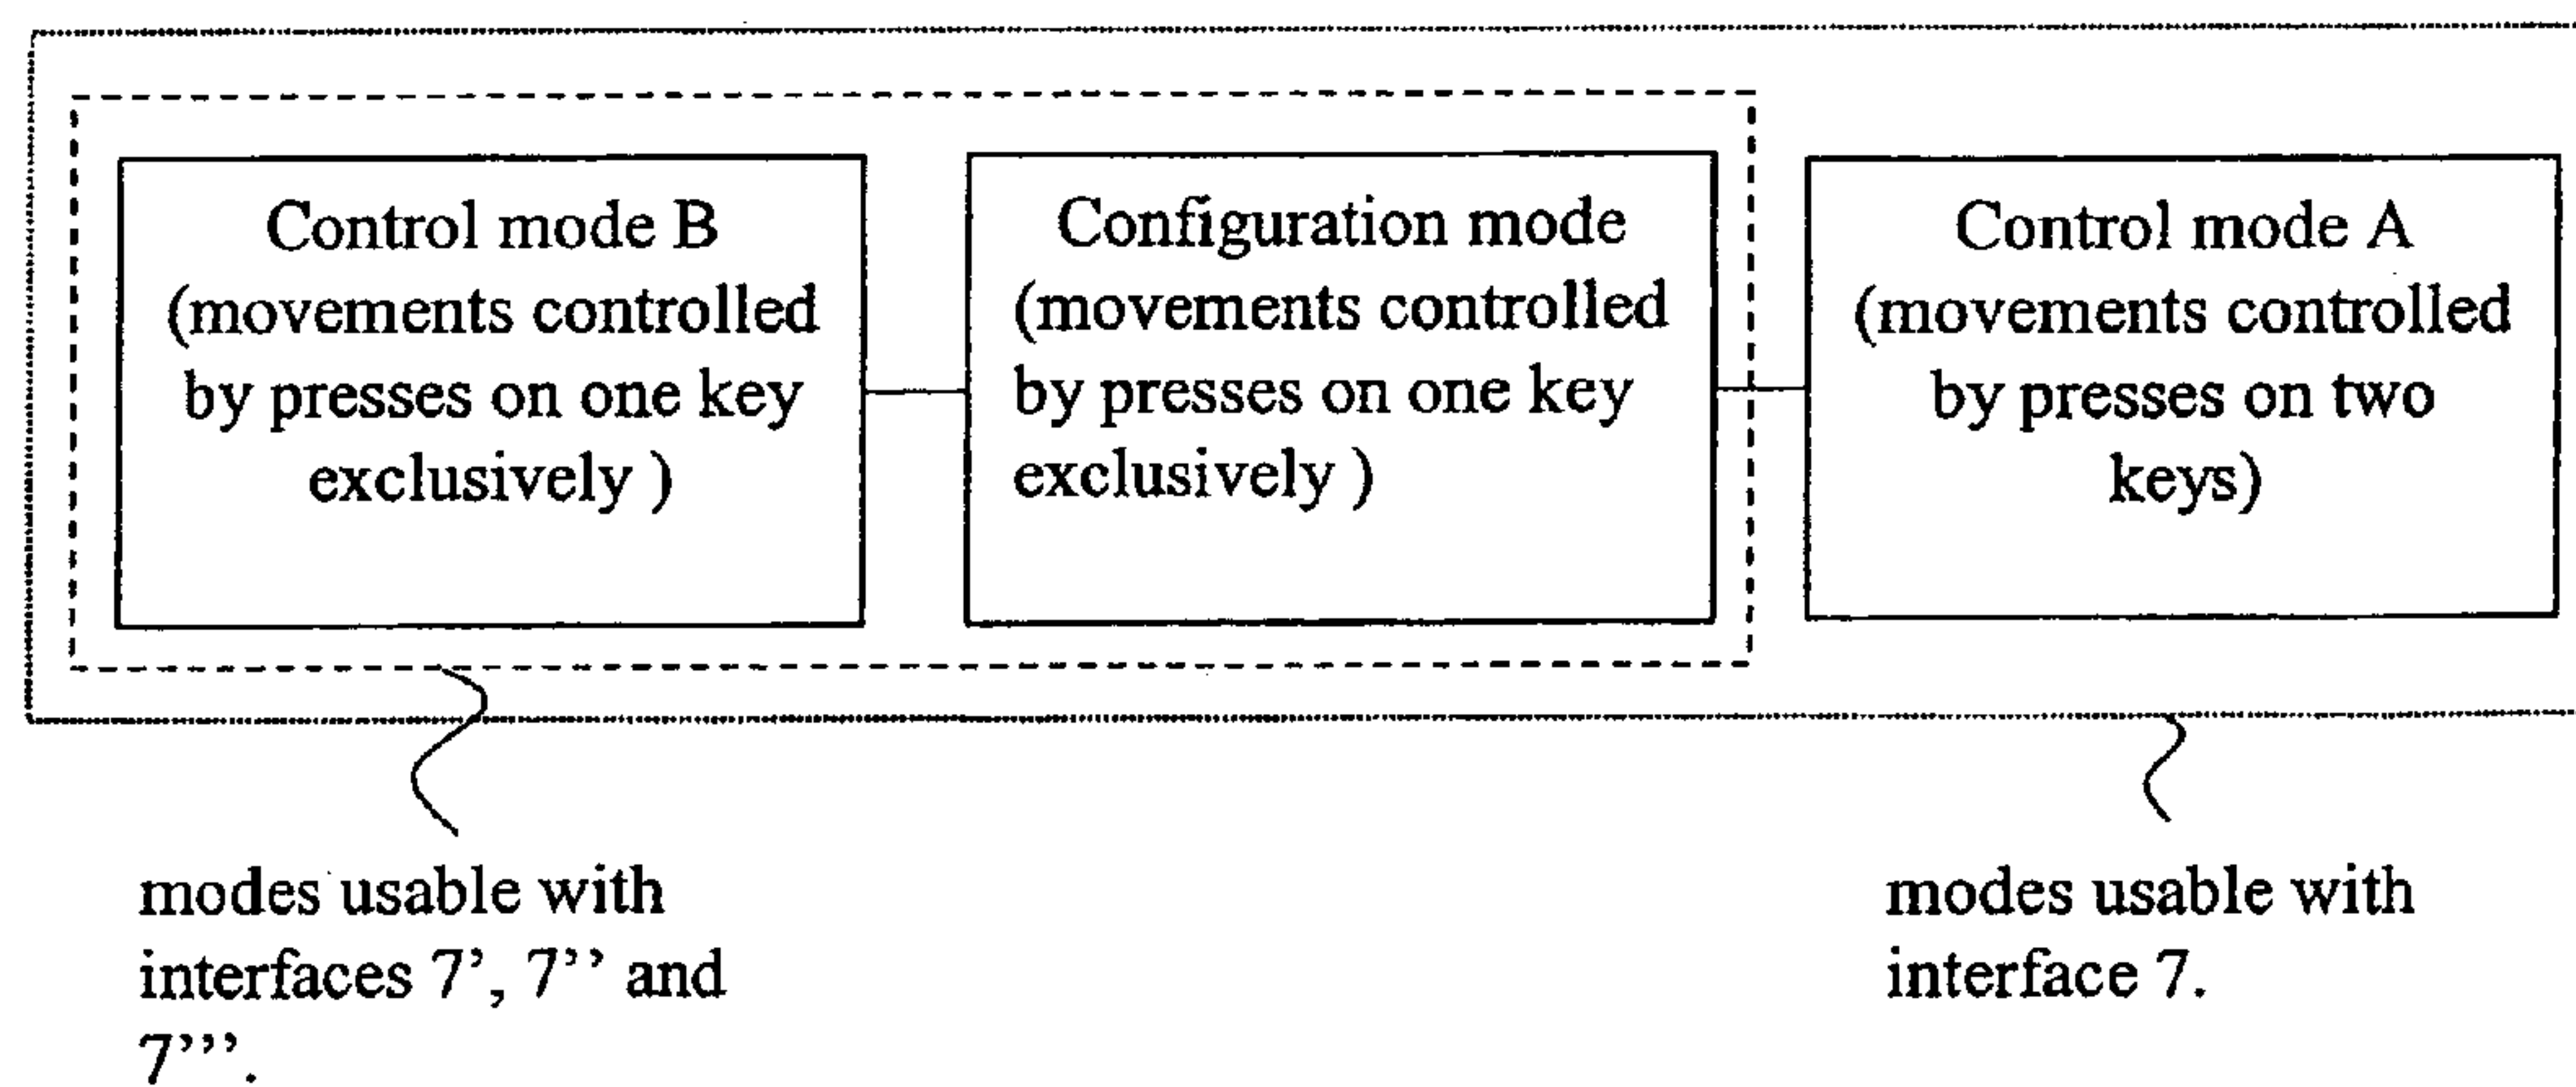 Control mode B
(movements controlled
by presses on one key
exclusively )
Configuration mode
(movements controlled
by presses on one key
exclusively )
Control mode A
(movements controlled
by presses on two
keys)
modes usable with
interfaces 7’, 7’’ and
7’’’.
modes usable with
interface 7.